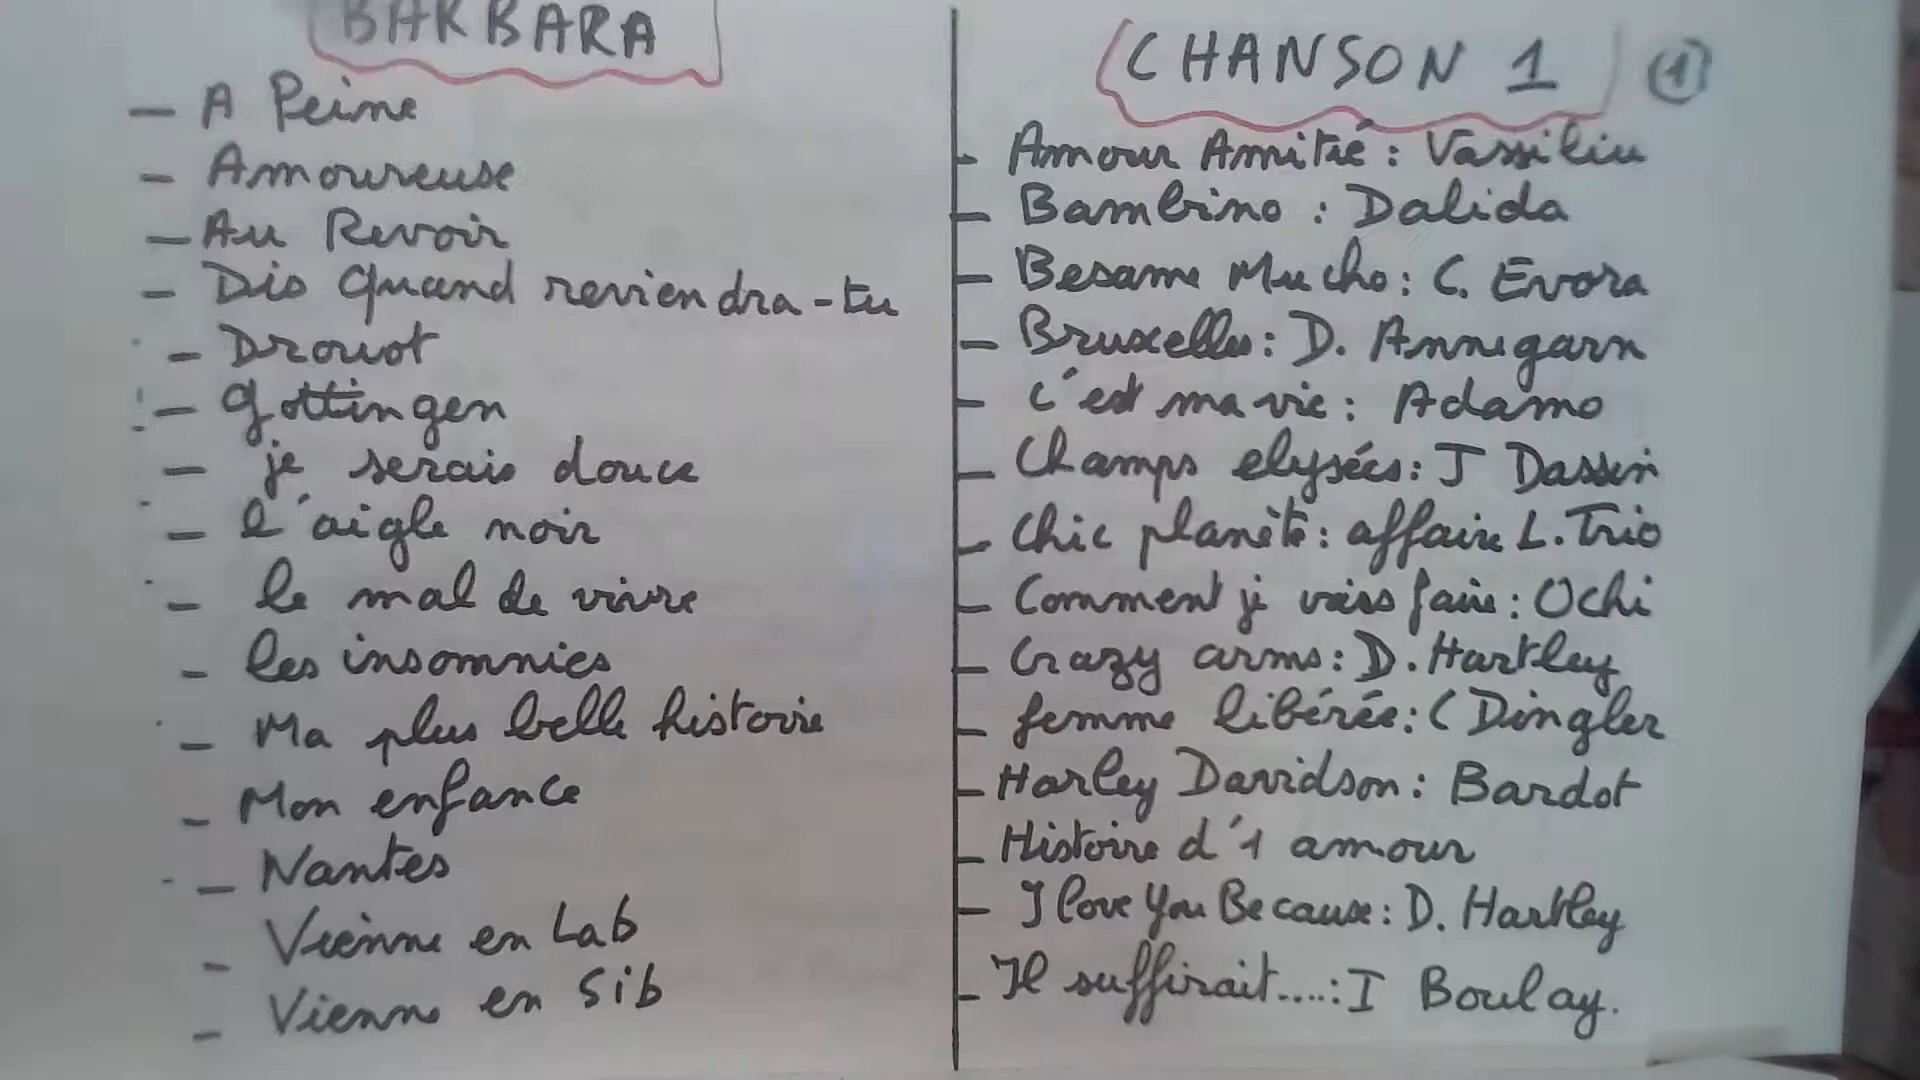 BARBARA
- A Peine
- Amoureuse
- Au Revoir
- Dis Quand reviendra-tu
- Drouot
- Gottingen
- je serais douce
- l'aigle noir
- le mal de vivre
- les insomnies
- Ma plus belle histoire
- Mon enfance
- Nantes
- Vienne en Lab
- Vienne en Sib
CHANSON 1 (1)
- Amour Amitié : Vassiliu
- Bambino : Dalida
- Besame Mucho : C. Evora
- Bruxelles : D. Annegarn
- C'est ma vie : Adamo
- Champs elysées : J Dassin
- Chic planète : affaire L. Trio
- Comment je vais faire : Ochi
- Crazy arms : D. Hartley
- femme libérée : C Dingler
- Harley Davidson : Bardot
- Histoire d'1 amour
- I love You Because : D. Hartley
- Il suffirait....: I Boulay.